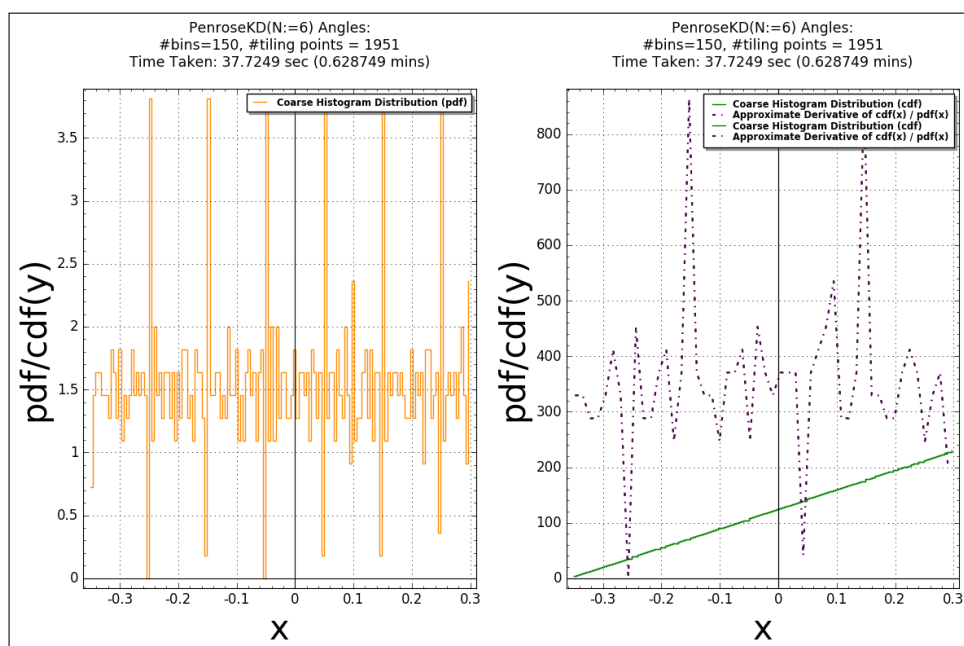 PenroseKD(N:=6) Angles:
#bins=150, #tiling points = 1951
Time Taken: 37.7249 sec (0.628749 mins)
Coarse Histogram Distribution (pdf)
3.5
3
2.5
2
1.5
1
0.5
0
pdf/cdf(y)
-0.3
-0.2
-0.1
0
0.1
0.2
0.3
x
PenroseKD(N:=6) Angles:
#bins=150, #tiling points = 1951
Time Taken: 37.7249 sec (0.628749 mins)
Coarse Histogram Distribution (cdf)
Approximate Derivative of cdf(x) / pdf(x)
Coarse Histogram Distribution (cdf)
Approximate Derivative of cdf(x) / pdf(x)
800
700
600
500
400
300
200
100
0
pdf/cdf(y)
-0.3
-0.2
-0.1
0
0.1
0.2
0.3
x